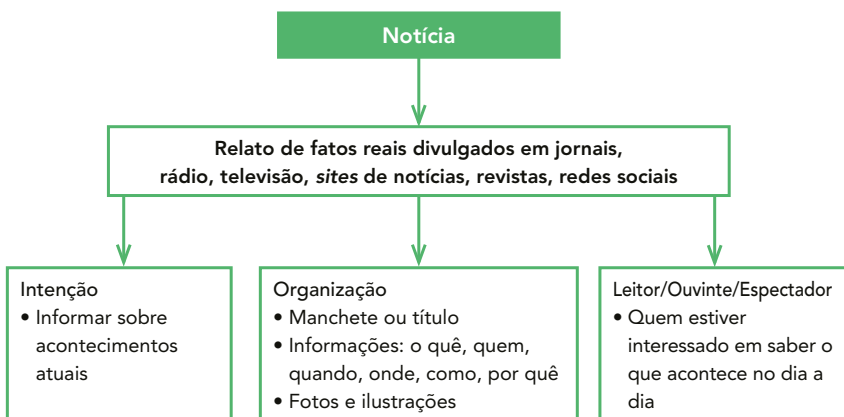 Notícia
Relato de fatos reais divulgados em jornais,
rádio, televisão, sites de notícias, revistas, redes sociais
Intenção
• Informar sobre
acontecimentos
atuais
Organização
• Manchete ou título
• Informações: o quê, quem,
quando, onde, como, por quê
• Fotos e ilustrações
Leitor/Ouvinte/Espectador
• Quem estiver
interessado em saber o
que acontece no dia a
dia